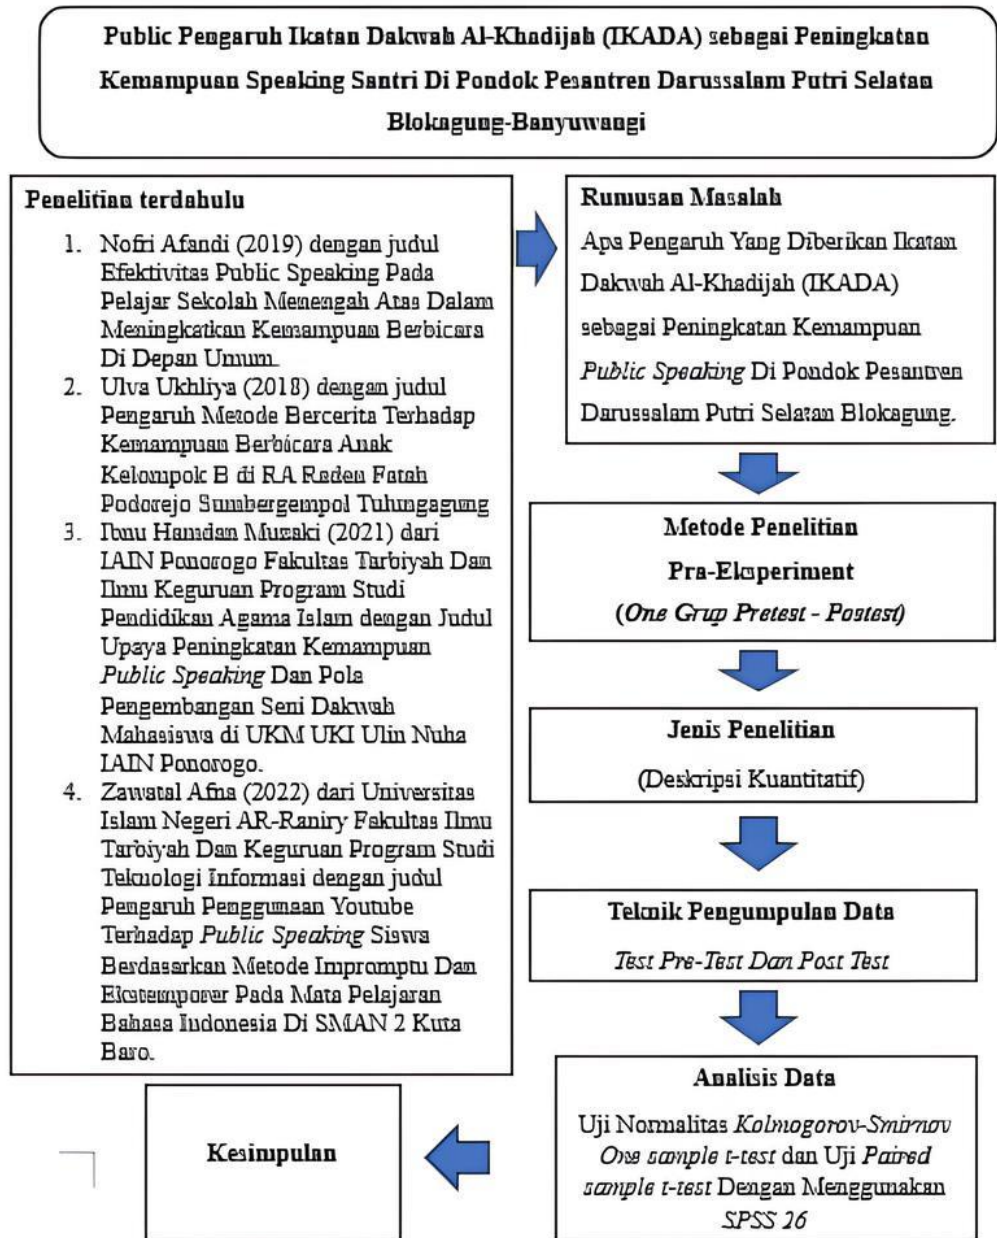 Public Pengaruh Ikatan Dakwah Al-Khadijah (IKADA) sebagai Peningkatan
Kemampuan Speaking Santri Di Pondok Pesantren Darussalam Putri Selatan
Blokagung-Banyuwangi
Penelitian terdahulu
1. Nofri Afandi (2019) dengan judul
Efektivitas Public Speaking Pada
Pelajar Sekolah Menengah Atas Dalam
Meningkatkan Kemampuan Berbicara
Di Depan Umum.
2. Ulva Ukhliya (2018) dengan judul
Pengaruh Metode Bercerita Terhadap
Kemampuan Berbicara Anak
Kelompok B di RA Raden Fatah
Podorejo Sumbergempol Tulungagung
3. Ibnu Hamdan Muzaki (2021) dari
IAIN Ponorogo Fakultas Tarbiyah Dan
Ilmu Keguruan Program Studi
Pendidikan Agama Islam dengan Judul
Upaya Peningkatan Kemampuan
Public Speaking Dan Pola
Pengembangan Seni Dakwah
Mahasiswa di UKM UKI Ulin Nuha
IAIN Ponorogo.
4. Zawatal Afna (2022) dari Universitas
Islam Negeri AR-Raniry Fakultas Ilmu
Tarbiyah Dan Keguruan Program Studi
Teknologi Informasi dengan judul
Pengaruh Penggunaan Youtube
Terhadap Public Speaking Siswa
Berdasarkan Metode Impromptu Dan
Ekstemporer Pada Mata Pelajaran
Bahasa Indonesia Di SMAN 2 Kuta
Baro.
Rumusan Masalah
Apa Pengaruh Yang Diberikan Ikatan
Dakwah Al-Khadijah (IKADA)
sebagai Peningkatan Kemampuan
Public Speaking Di Pondok Pesantren
Darussalam Putri Selatan Blokagung.
Metode Penelitian
Pra-Eksperiment
(One Grup Pretest - Postest)
Jenis Penelitian
(Deskripsi Kuantitatif)
Teknik Pengumpulan Data
Test Pre-Test Dan Post Test
Analisis Data
Uji Normalitas Kolmogorov-Smirnov
One sample t-test dan Uji Paired
sample t-test Dengan Menggunakan
SPSS 26
Kesimpulan